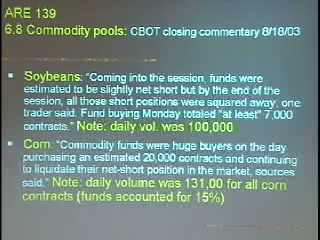 ARE 139
6.8 Commodity pools: CBOT closing commentary 8/18/03
Soybeans: "Coming into the session, funds were
estimated to be slightly net short but by the end of the
session, all those short positions were squared away, one
trader said. Fund buying Monday totaled "at least" 7,000
contracts." Note: daily vol. was 100,000
Corn: "Commodity funds were huge buyers on the day,
purchasing an estimated 20,000 contracts and continuing
to liquidate their net-short position in the market, sources
said." Note: daily volume was 131,00 for all corn
contracts (funds accounted for 15%)